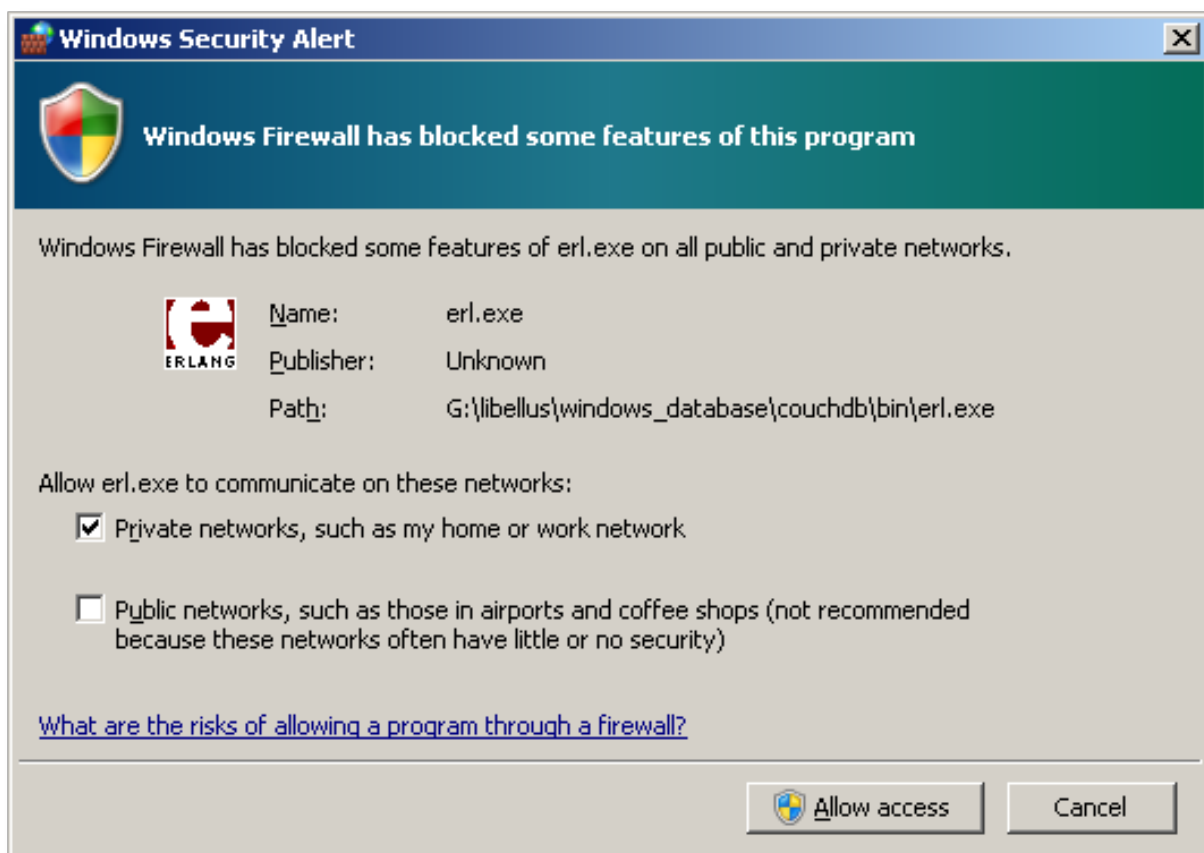 Windows Security Alert
Windows Firewall has blocked some features of this program
Windows Firewall has blocked some features of erl.exe on all public and private networks.
ERLANG
Name: erl.exe
Publisher: Unknown
Path: G:\libellus\windows_database\couchdb\bin\erl.exe
Allow erl.exe to communicate on these networks:
Private networks, such as my home or work network
Public networks, such as those in airports and coffee shops (not recommended
because these networks often have little or no security)
What are the risks of allowing a program through a firewall?
Allow access Cancel